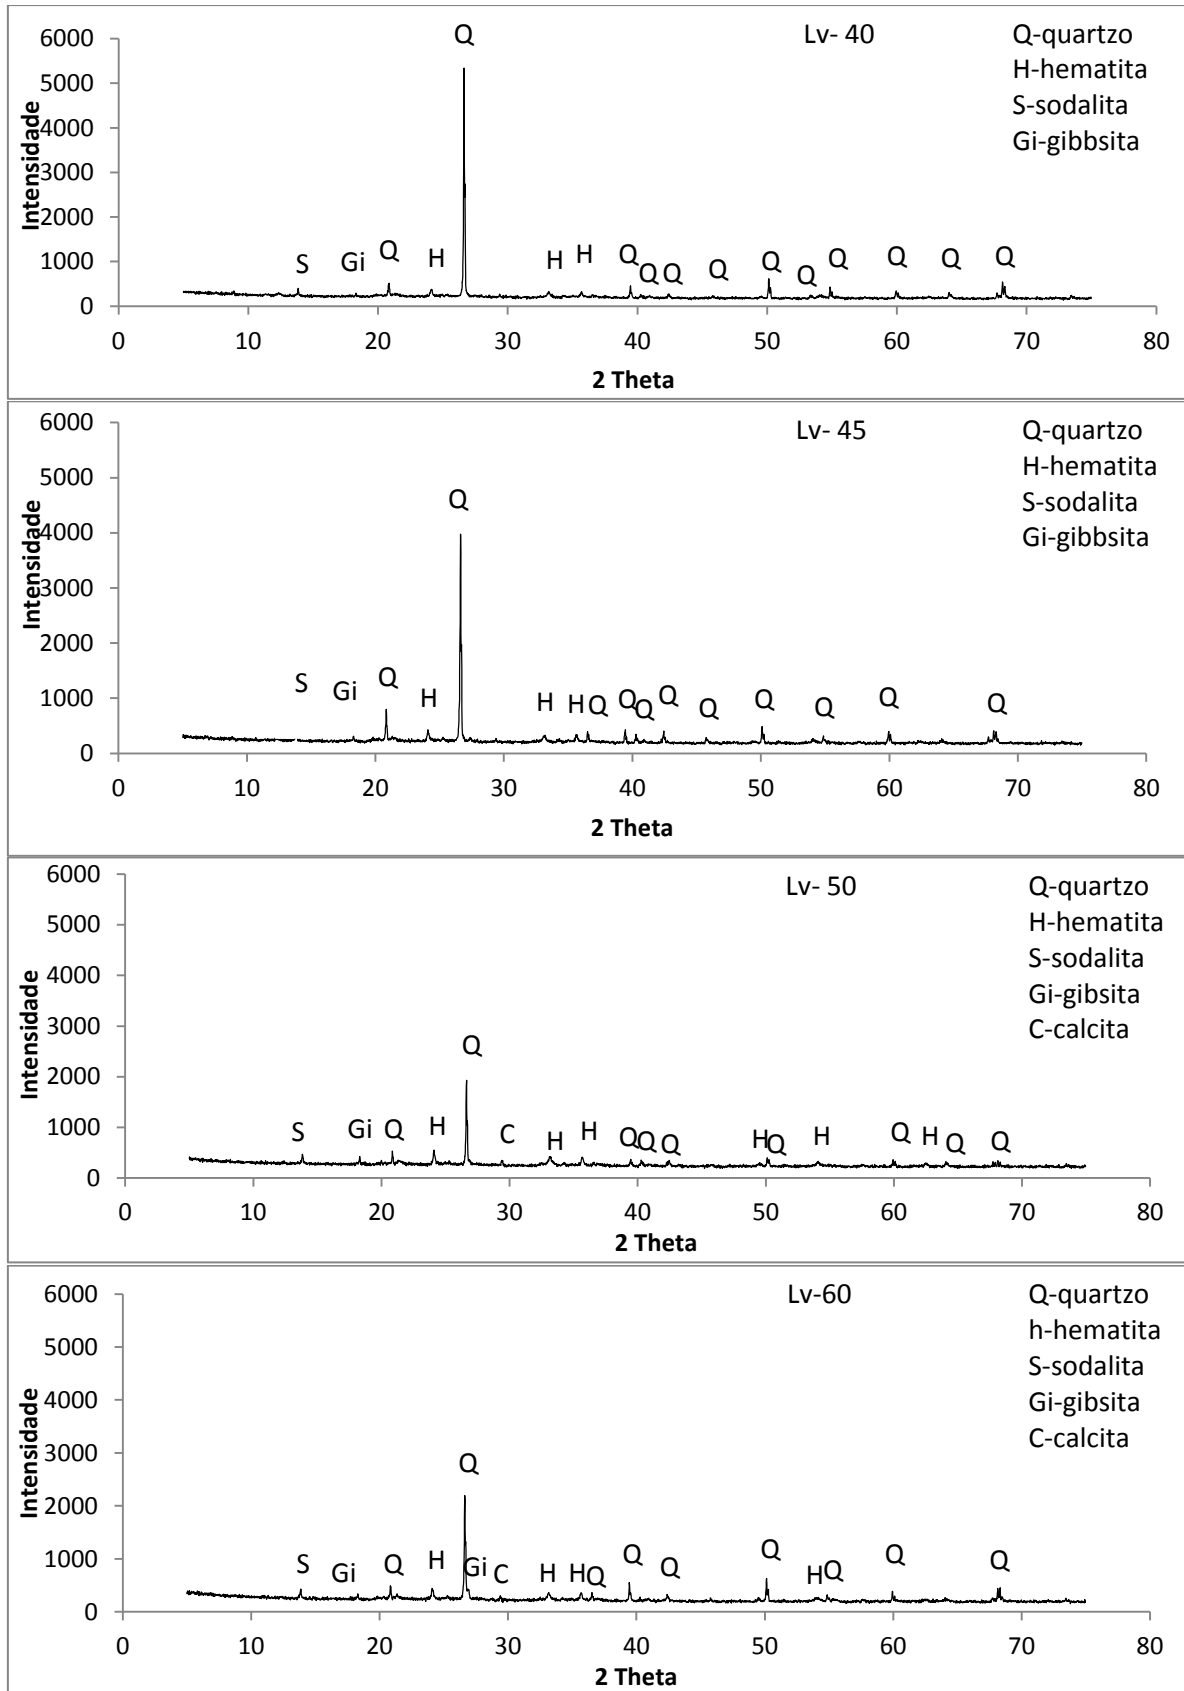 Lv- 40
Q-quartzo
H-hematita
S-sodalita
Gi-gibbsita
Intensidade
6000
5000
4000
3000
2000
1000
0
S Gi Q H Q H H Q Q Q Q Q Q Q Q Q Q
0 10 20 30 40 50 60 70 80
2 Theta
Lv- 45
Q-quartzo
H-hematita
S-sodalita
Gi-gibbsita
Intensidade
6000
5000
4000
3000
2000
1000
0
S Gi Q H Q H H Q Q Q Q Q Q Q Q Q
0 10 20 30 40 50 60 70 80
2 Theta
Lv- 50
Q-quartzo
H-hematita
S-sodalita
Gi-gibsita
C-calcita
Intensidade
6000
5000
4000
3000
2000
1000
0
S Gi Q H Q C H H Q Q Q H Q H Q H Q Q
0 10 20 30 40 50 60 70 80
2 Theta
Lv-60
Q-quartzo
h-hematita
S-sodalita
Gi-gibsita
C-calcita
Intensidade
6000
5000
4000
3000
2000
1000
0
S Gi Q H Q Gi C H H Q Q Q Q H Q Q Q
0 10 20 30 40 50 60 70 80
2 Theta